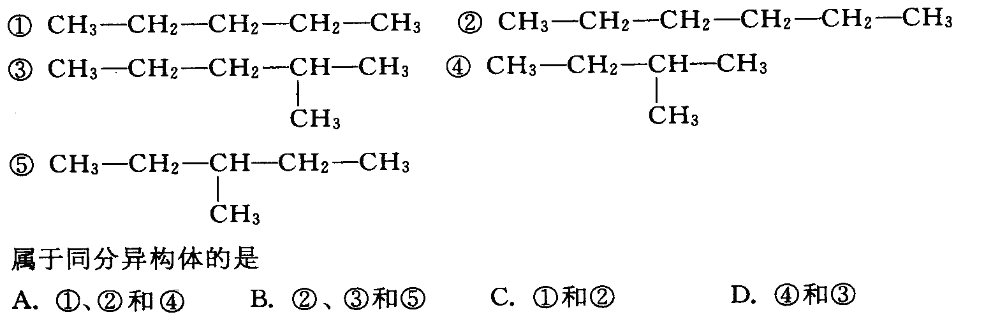 ① CH₃—CH₂—CH₂—CH₂—CH₃ ② CH₃—CH₂—CH₂—CH₂—CH₂—CH₃
③ CH₃—CH₂—CH₂—CH—CH₃ ④ CH₃—CH₂—CH—CH₃
CH₃ CH₃
⑤ CH₃—CH₂—CH—CH₂—CH₃
CH₃
属于同分异构体的是
A. ①、②和④ B. ②、③和⑤ C. ①和② D. ④和③